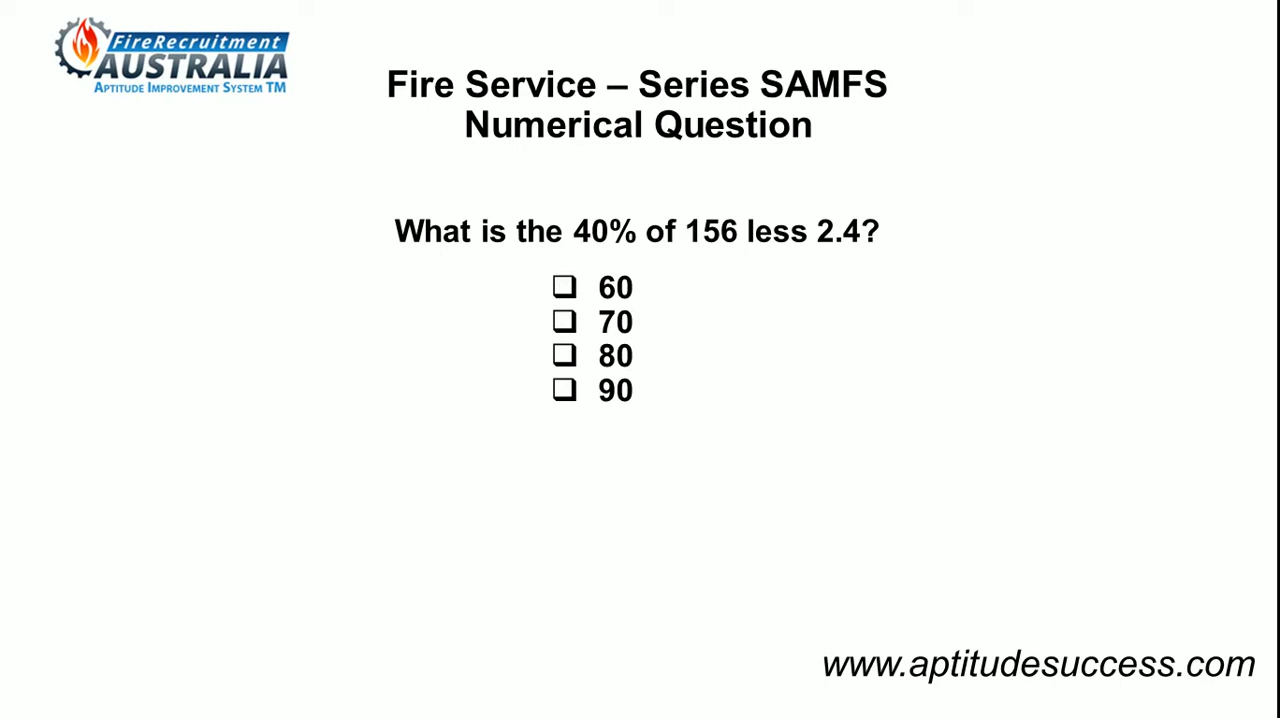 FireRecruitment
AUSTRALIA
APTITUDE IMPROVEMENT SYSTEM TM
Fire Service – Series SAMFS
Numerical Question
What is the 40% of 156 less 2.4?
❑ 60
❑ 70
❑ 80
❑ 90
www.aptitudesuccess.com